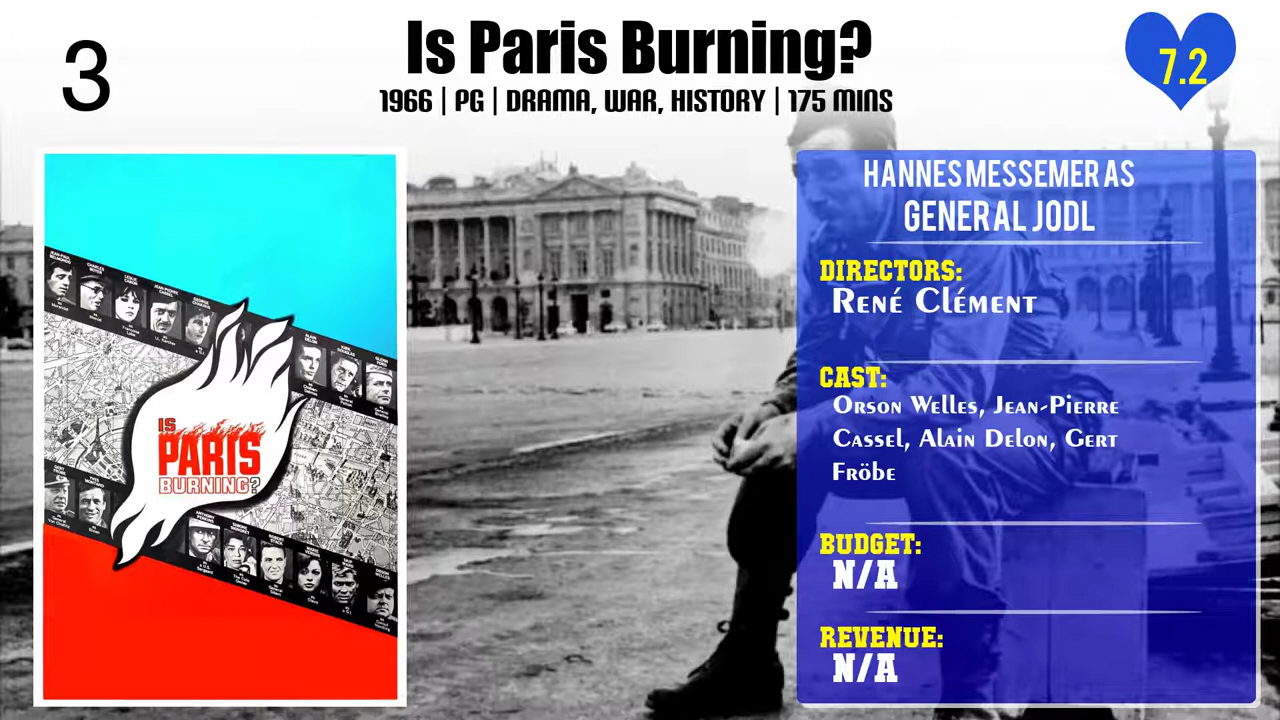 3
Is Paris Burning?
1966 | PG | DRAMA, WAR, HISTORY | 175 MINS
7.2
HANNES MESSEMER AS
GENERAL JODL
DIRECTORS:
René Clément
CAST:
Orson Welles, Jean-Pierre
Cassel, Alain Delon, Gert
Fröbe
BUDGET:
N/A
REVENUE:
N/A
IS
PARIS
BURNING?